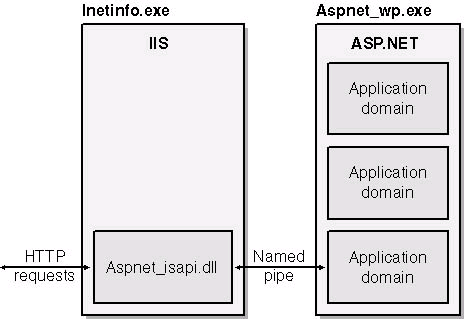 Inetinfo.exe
Aspnet_wp.exe
IIS
ASP.NET
Application
domain
Application
domain
HTTP
requests
Aspnet_isapi.dll
Named
pipe
Application
domain